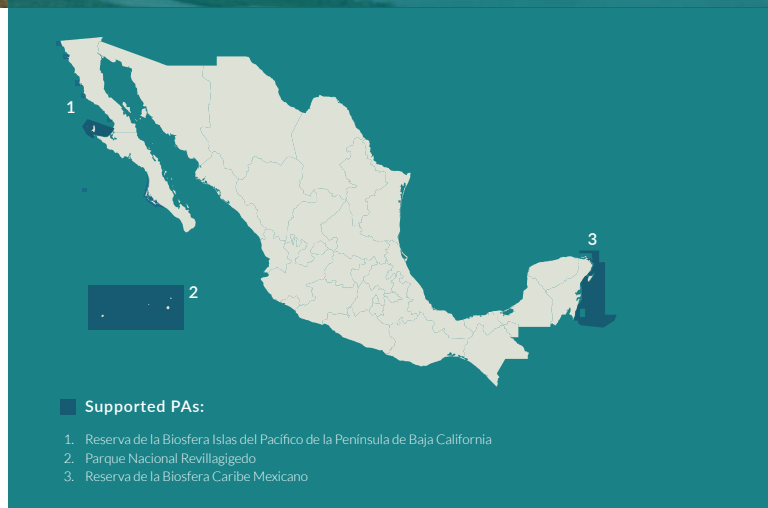 1
3
2
Supported PAs:
1. Reserva de la Biosfera Islas del Pacífico de la Península de Baja California
2. Parque Nacional Revillagigedo
3. Reserva de la Biosfera Caribe Mexicano